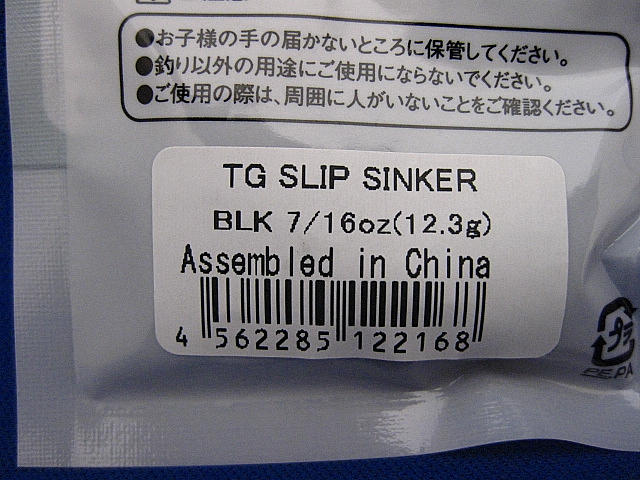 ●お子様の手の届かないところに保管してください。
●釣り以外の用途にご使用にならないでください。
●ご使用の際は、周囲に人がいないことをご確認ください。
TG SLIP SINKER
BLK 7/16oz(12.3g)
Assembled in China
4 562285 122168
プラ
PE.PA